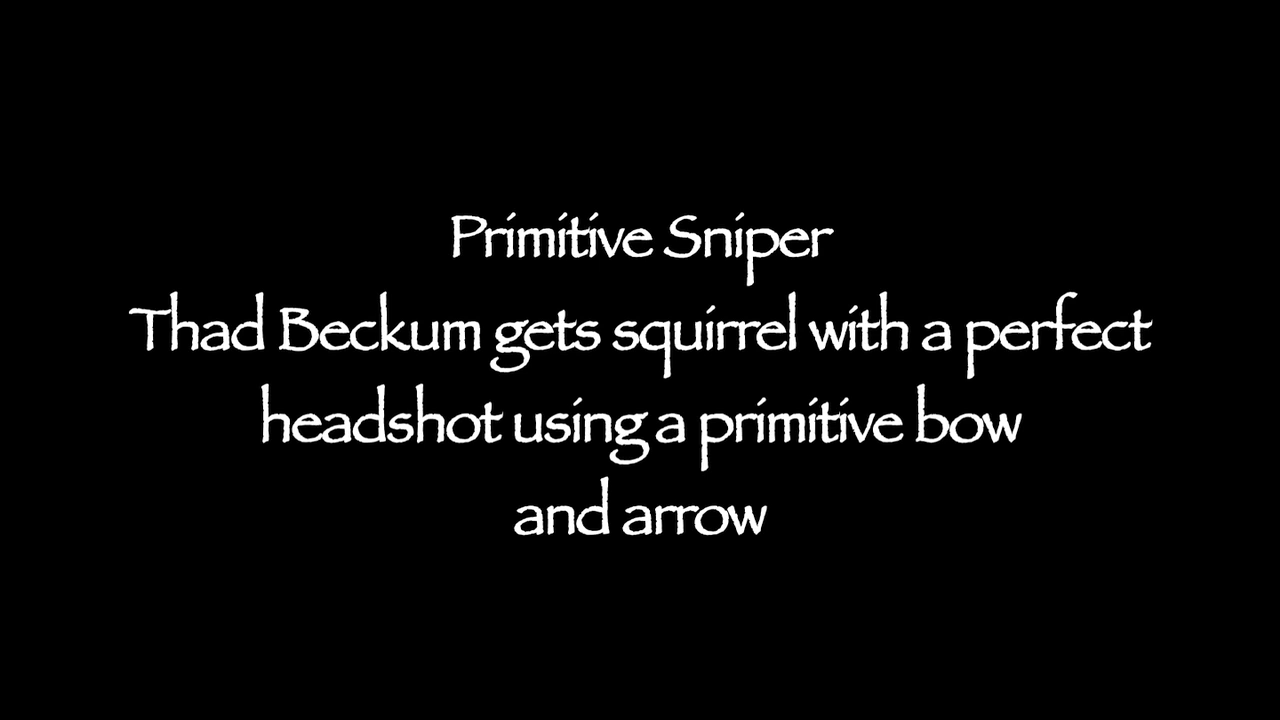 Primitive Sniper
Thad Beckum gets squirrel with a perfect
headshot using a primitive bow
and arrow